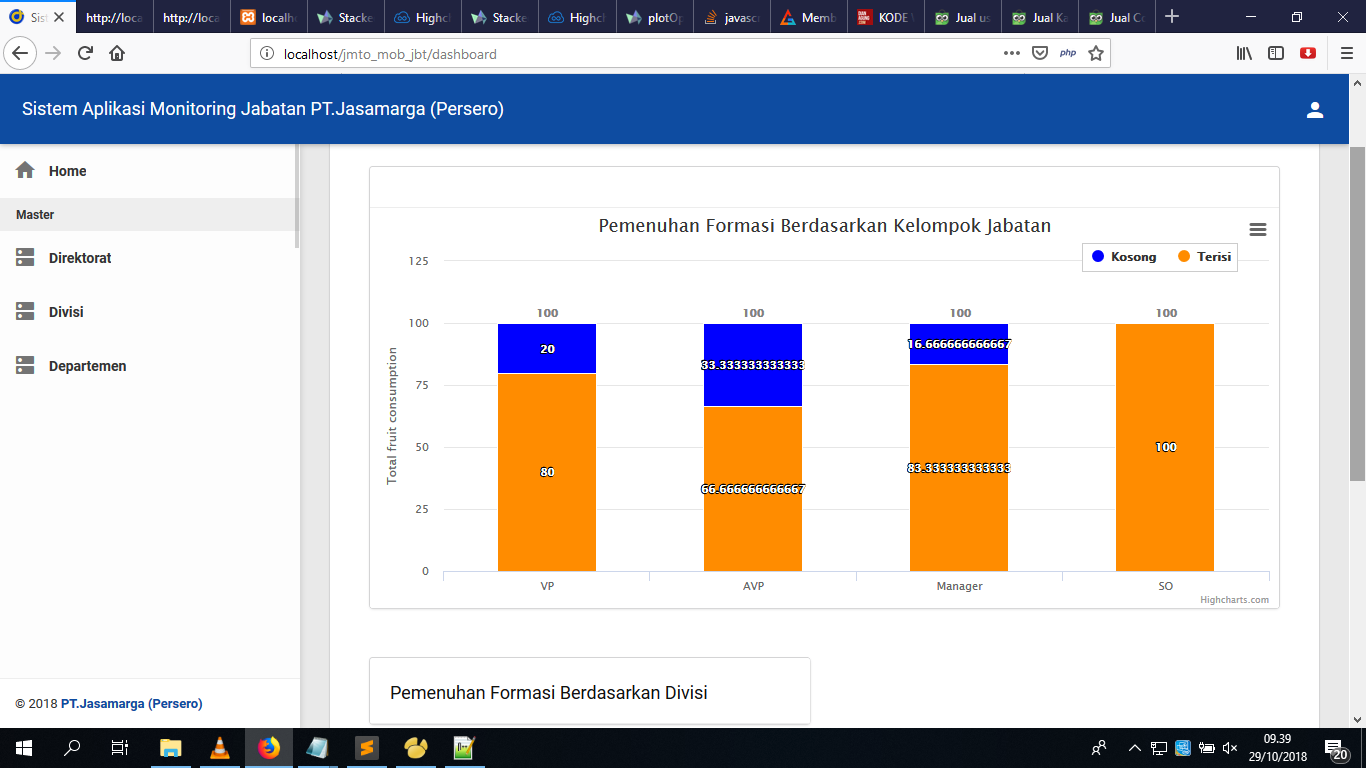 Sis
http://loca
http://loca
localh
Stacke
Highch
Stacke
Highch
plotOp
javasc
Memb
KODE V
Jual us
Jual Ka
Jual Co
localhost/jmto_mob_jbt/dashboard
php
Sistem Aplikasi Monitoring Jabatan PT.Jasamarga (Persero)
Home
Master
Direktorat
Divisi
Departemen
© 2018 PT.Jasamarga (Persero)
Pemenuhan Formasi Berdasarkan Kelompok Jabatan
Kosong Terisi
Total fruit consumption
125
100
75
50
25
0
100 100 100 100
20 33.333333333333 16.666666666667
80 66.666666666667 83.333333333333 100
VP AVP Manager SO
Highcharts.com
Pemenuhan Formasi Berdasarkan Divisi
09.39
29/10/2018
20